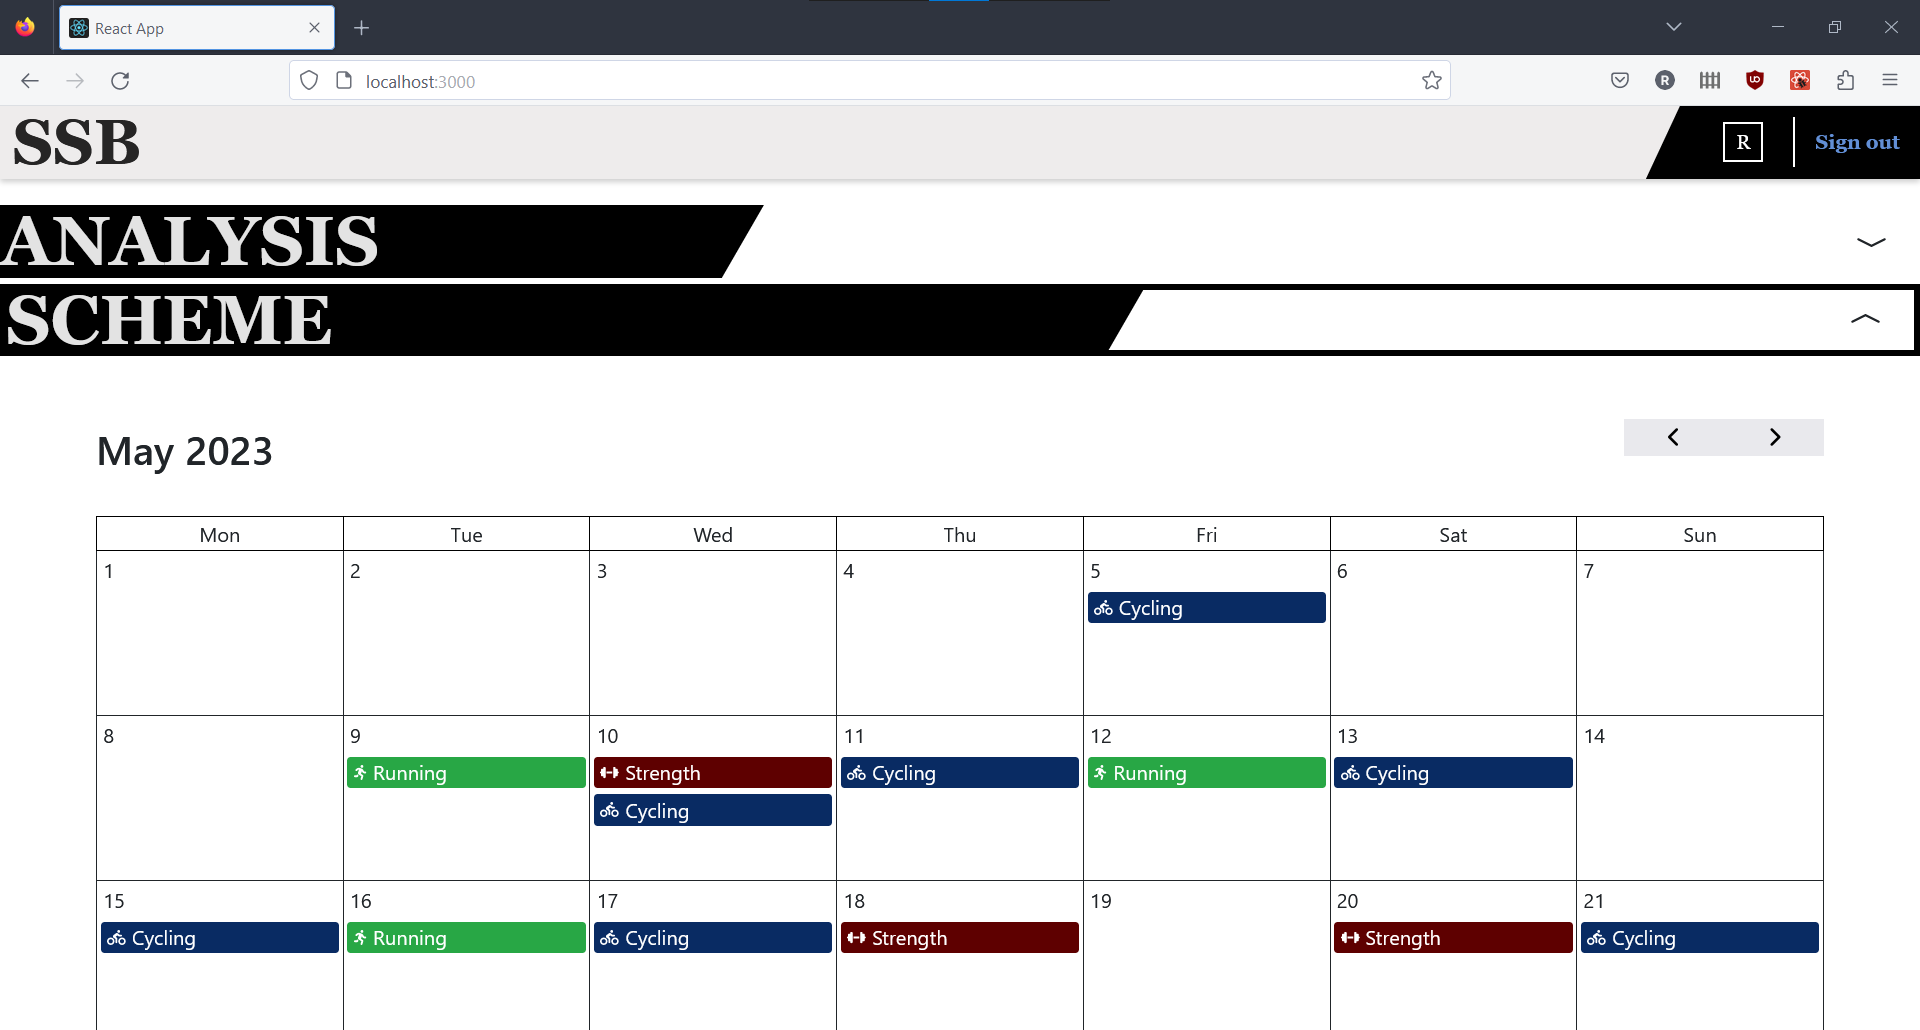 React App
localhost:3000
R
SSB
R
Sign out
ANALYSIS
SCHEME
May 2023
Mon Tue Wed Thu Fri Sat Sun
1 2 3 4 5 6 7
Cycling
8 9 10 11 12 13 14
Running Strength Cycling Running Cycling
Cycling
15 16 17 18 19 20 21
Cycling Running Cycling Strength Strength Cycling